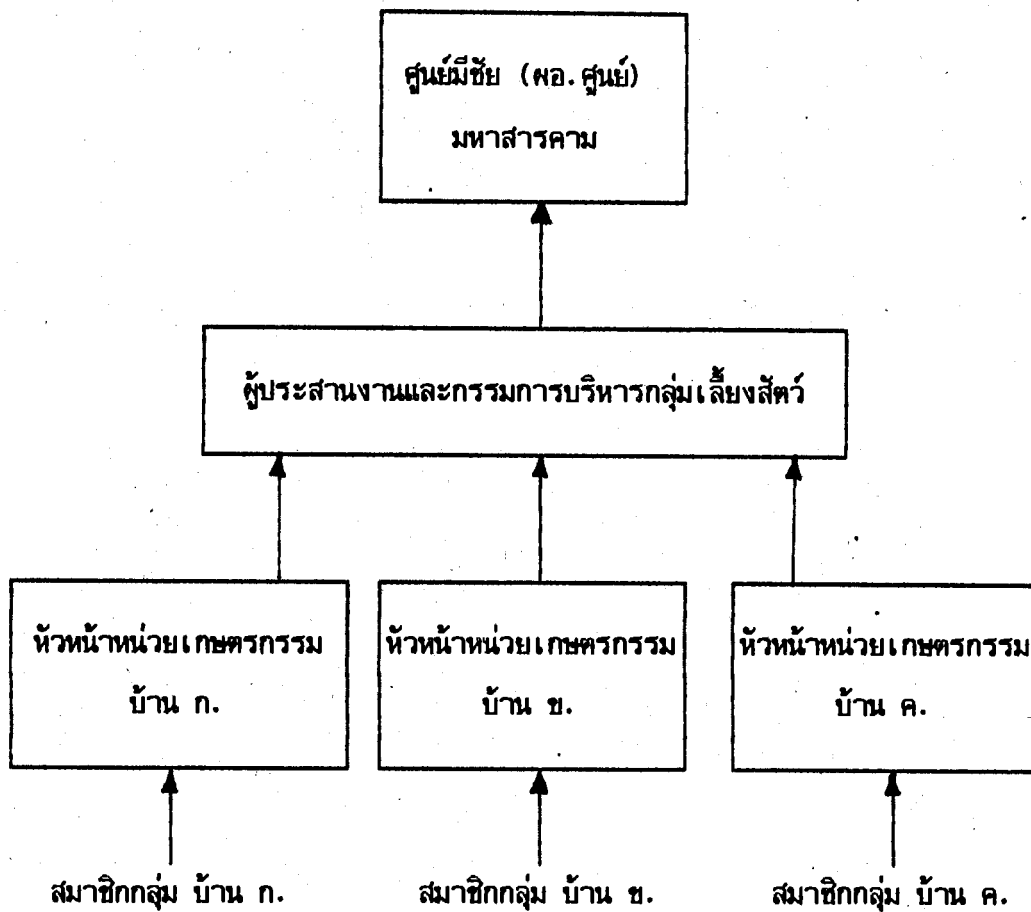 ศูนย์มีชัย (ผอ.ศูนย์)
มหาสารคาม
ผู้ประสานงานและกรรมการบริหารกลุ่มเลี้ยงสัตว์
หัวหน้าหน่วยเกษตรกรรม
บ้าน ก.
หัวหน้าหน่วยเกษตรกรรม
บ้าน ข.
หัวหน้าหน่วยเกษตรกรรม
บ้าน ค.
สมาชิกกลุ่ม บ้าน ก.
สมาชิกกลุ่ม บ้าน ข.
สมาชิกกลุ่ม บ้าน ค.